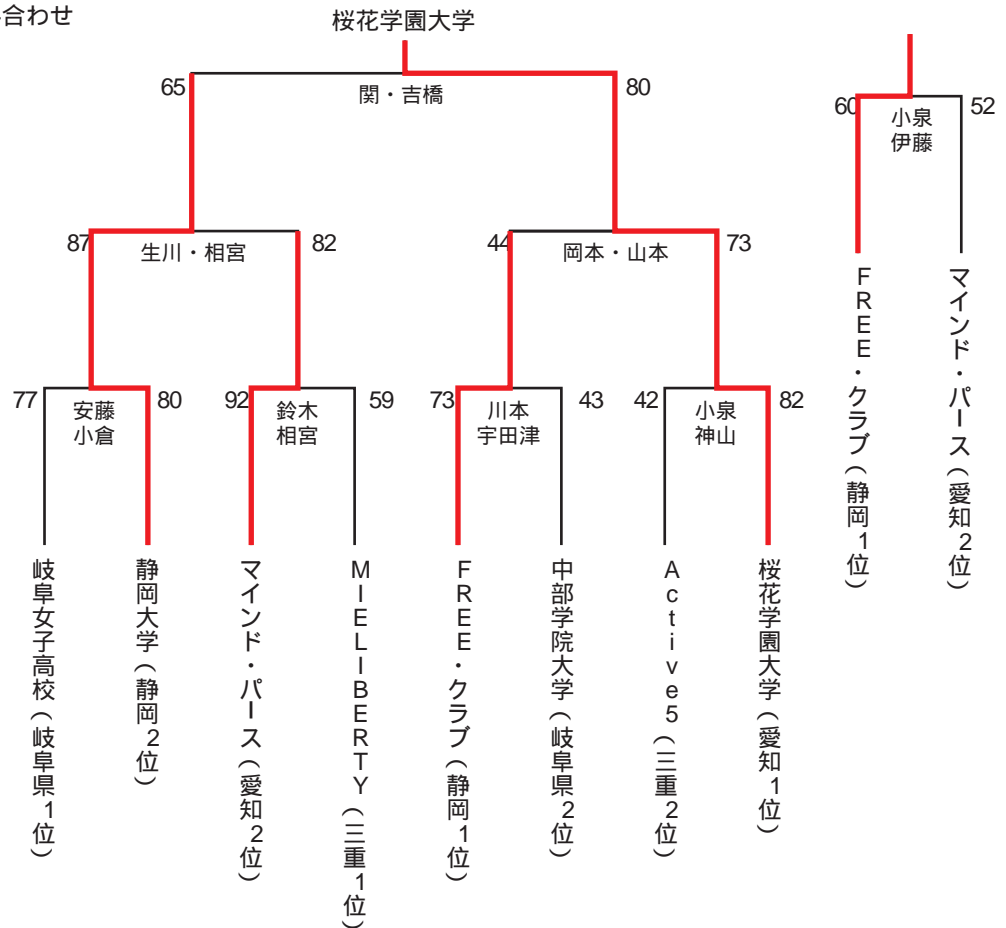 合わせ
桜花学園大学
65
関・吉橋
80
60
小泉
伊藤
52
87
生川・相宮
82
44
岡本・山本
73
FREE・クラブ(静岡1位)
マインド・パース(愛知2位)
77
安藤
小倉
80
92
鈴木
相宮
59
73
川本
宇田津
43
42
小泉
神山
82
岐阜女子高校(岐阜県1位)
静岡大学(静岡2位)
マインド・パース(愛知2位)
MIELIBERTY(三重1位)
FREE・クラブ(静岡1位)
中部学院大学(岐阜県2位)
Active5(三重2位)
桜花学園大学(愛知1位)